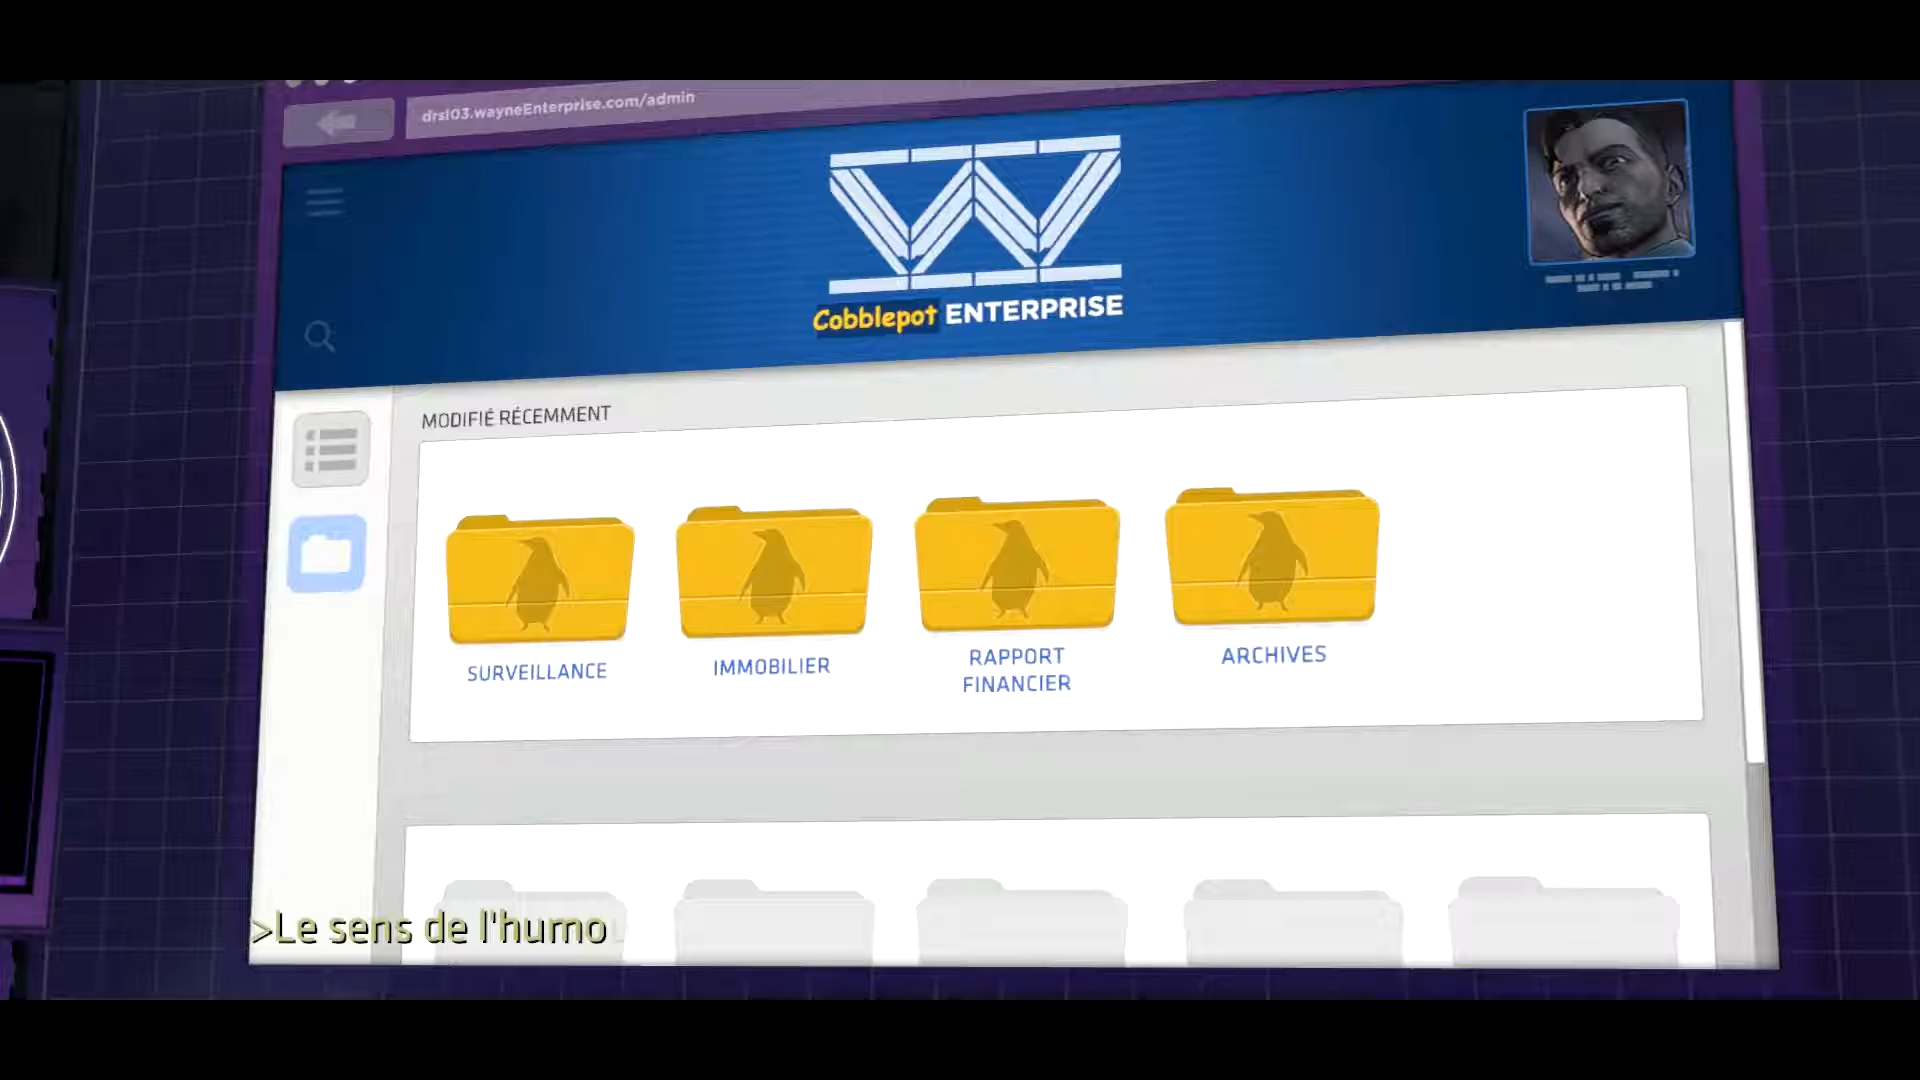 drsl03.wayneEnterprise.com/admin
Cobblepot ENTERPRISE
MODIFIÉ RÉCEMMENT
SURVEILLANCE
IMMOBILIER
RAPPORT
FINANCIER
ARCHIVES
>Le sens de l'humo